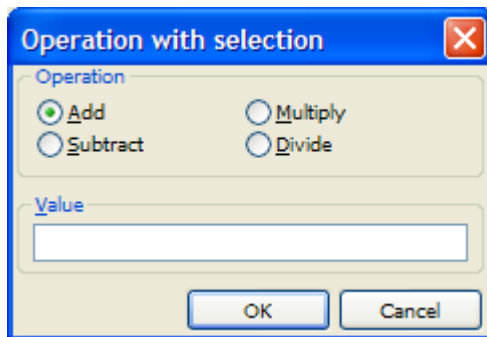 Operation with selection
Operation
Add Multiply
Subtract Divide
Value
OK Cancel